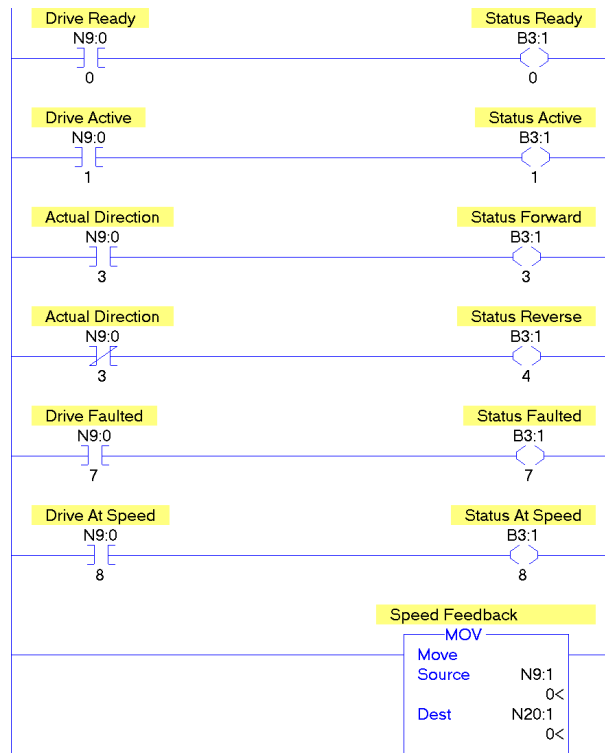 Drive Ready Status Ready
N9:0 B3:1
0 0
Drive Active Status Active
N9:0 B3:1
1 1
Actual Direction Status Forward
N9:0 B3:1
3 3
Actual Direction Status Reverse
N9:0 B3:1
3 4
Drive Faulted Status Faulted
N9:0 B3:1
7 7
Drive At Speed Status At Speed
N9:0 B3:1
8 8
Speed Feedback
MOV
Move
Source N9:1
0<
Dest N20:1
0<